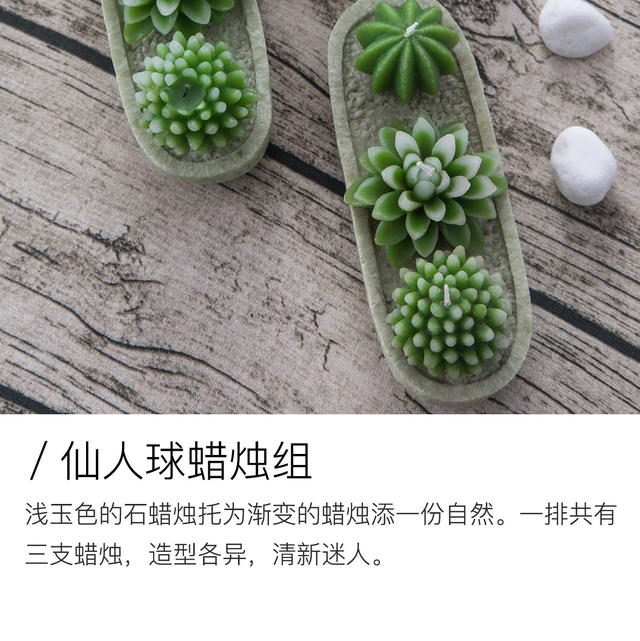 / 仙人球蜡烛组
浅玉色的石蜡烛托为渐变的蜡烛添一份自然。一排共有
三支蜡烛，造型各异，清新迷人。